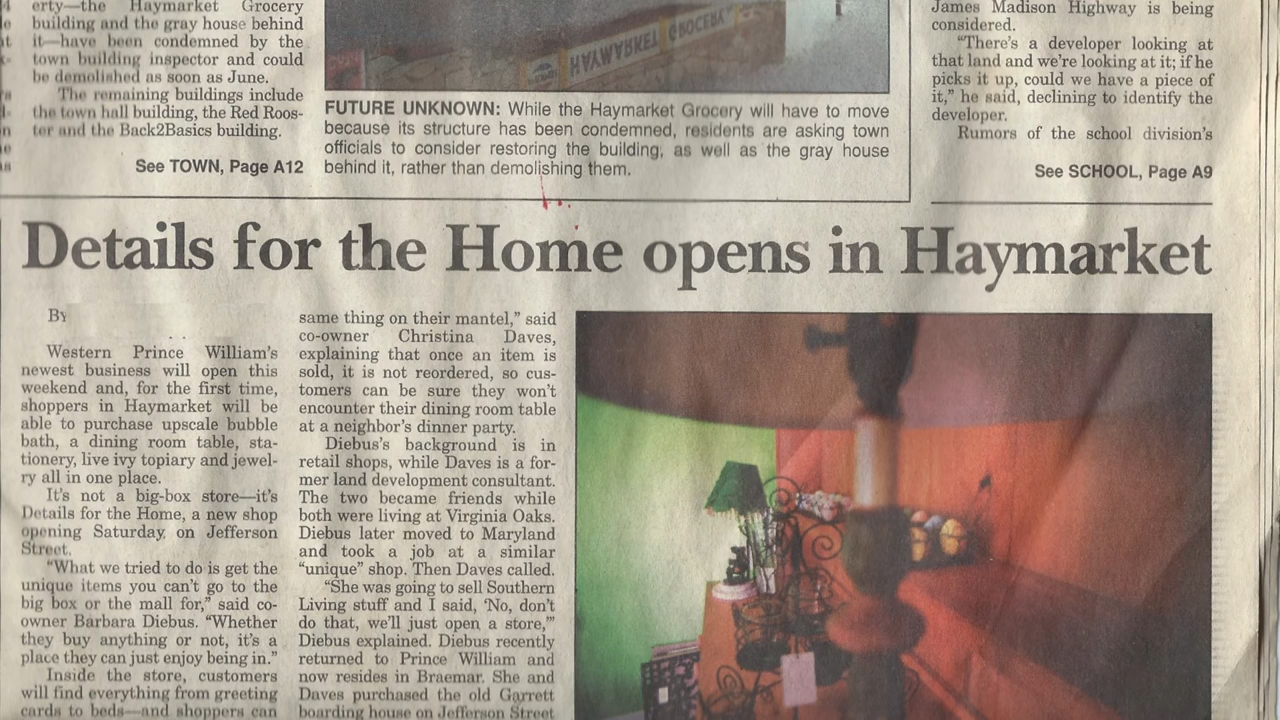 erty—the Haymarket Grocery
building and the gray house behind
it—have been condemned by the
town building inspector and could
be demolished as soon as June.
The remaining buildings include
the town hall building, the Red Roos-
ter and the Back2Basics building.
See TOWN, Page A12
HAYMARKET GROCERY
FUTURE UNKNOWN: While the Haymarket Grocery will have to move
because its structure has been condemned, residents are asking town
officials to consider restoring the building, as well as the gray house
behind it, rather than demolishing them.
James Madison Highway is being
considered.
“There’s a developer looking at
that land and we’re looking at it; if he
picks it up, could we have a piece of
it,” he said, declining to identify the
developer.
Rumors of the school division’s
See SCHOOL, Page A9
Details for the Home opens in Haymarket
By
Western Prince William’s
newest business will open this
weekend and, for the first time,
shoppers in Haymarket will be
able to purchase upscale bubble
bath, a dining room table, sta-
tionery, live ivy topiary and jewel-
ry all in one place.
It’s not a big-box store—it’s
Details for the Home, a new shop
opening Saturday on Jefferson
Street.
“What we tried to do is get the
unique items you can’t go to the
big box or the mall for,” said co-
owner Barbara Diebus. “Whether
they buy anything or not, it’s a
place they can just enjoy being in.”
Inside the store, customers
will find everything from greeting
cards to beds—and shoppers can
same thing on their mantel,” said
co-owner Christina Daves,
explaining that once an item is
sold, it is not reordered, so cus-
tomers can be sure they won’t
encounter their dining room table
at a neighbor’s dinner party.
Diebus’s background is in
retail shops, while Daves is a for-
mer land development consultant.
The two became friends while
both were living at Virginia Oaks.
Diebus later moved to Maryland
and took a job at a similar
“unique” shop. Then Daves called.
“She was going to sell Southern
Living stuff and I said, ‘No, don’t
do that, we’ll just open a store,’”
Diebus explained. Diebus recently
returned to Prince William and
now resides in Braemar. She and
Daves purchased the old Garrett
boarding house on Jefferson Street